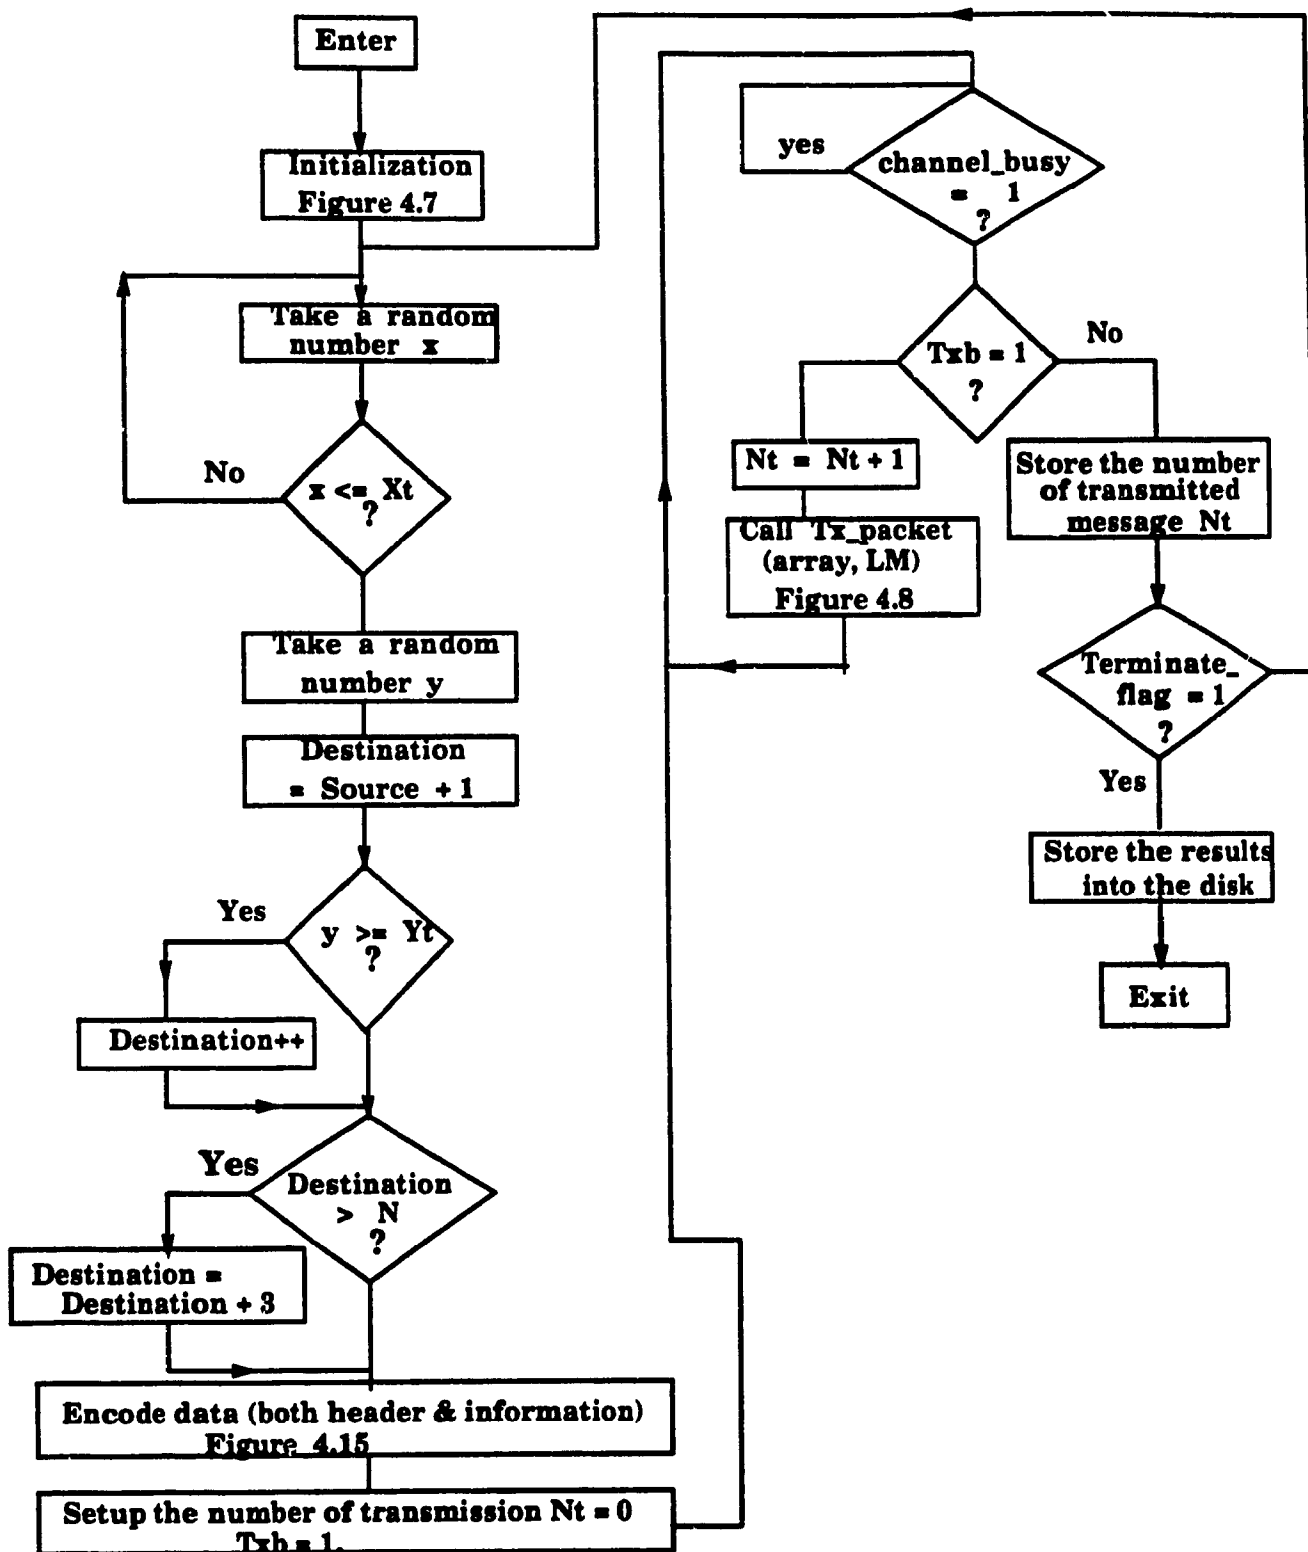 Enter
Initialization
Figure 4.7
Take a random
number x
No
x <= Xt
?
Take a random
number y
Destination
= Source + 1
Yes
y >= Yt
?
Destination++
Yes
Destination
> N
?
Destination =
Destination + 3
Encode data (both header & information)
Figure 4.15
Setup the number of transmission Nt = 0
Txb = 1.
yes
channel_busy
= 1
?
Txb = 1
?
No
Nt = Nt + 1
Call Tx_packet
(array, LM)
Figure 4.8
Store the number
of transmitted
message Nt
Terminate_
flag = 1
?
Yes
Store the results
into the disk
Exit